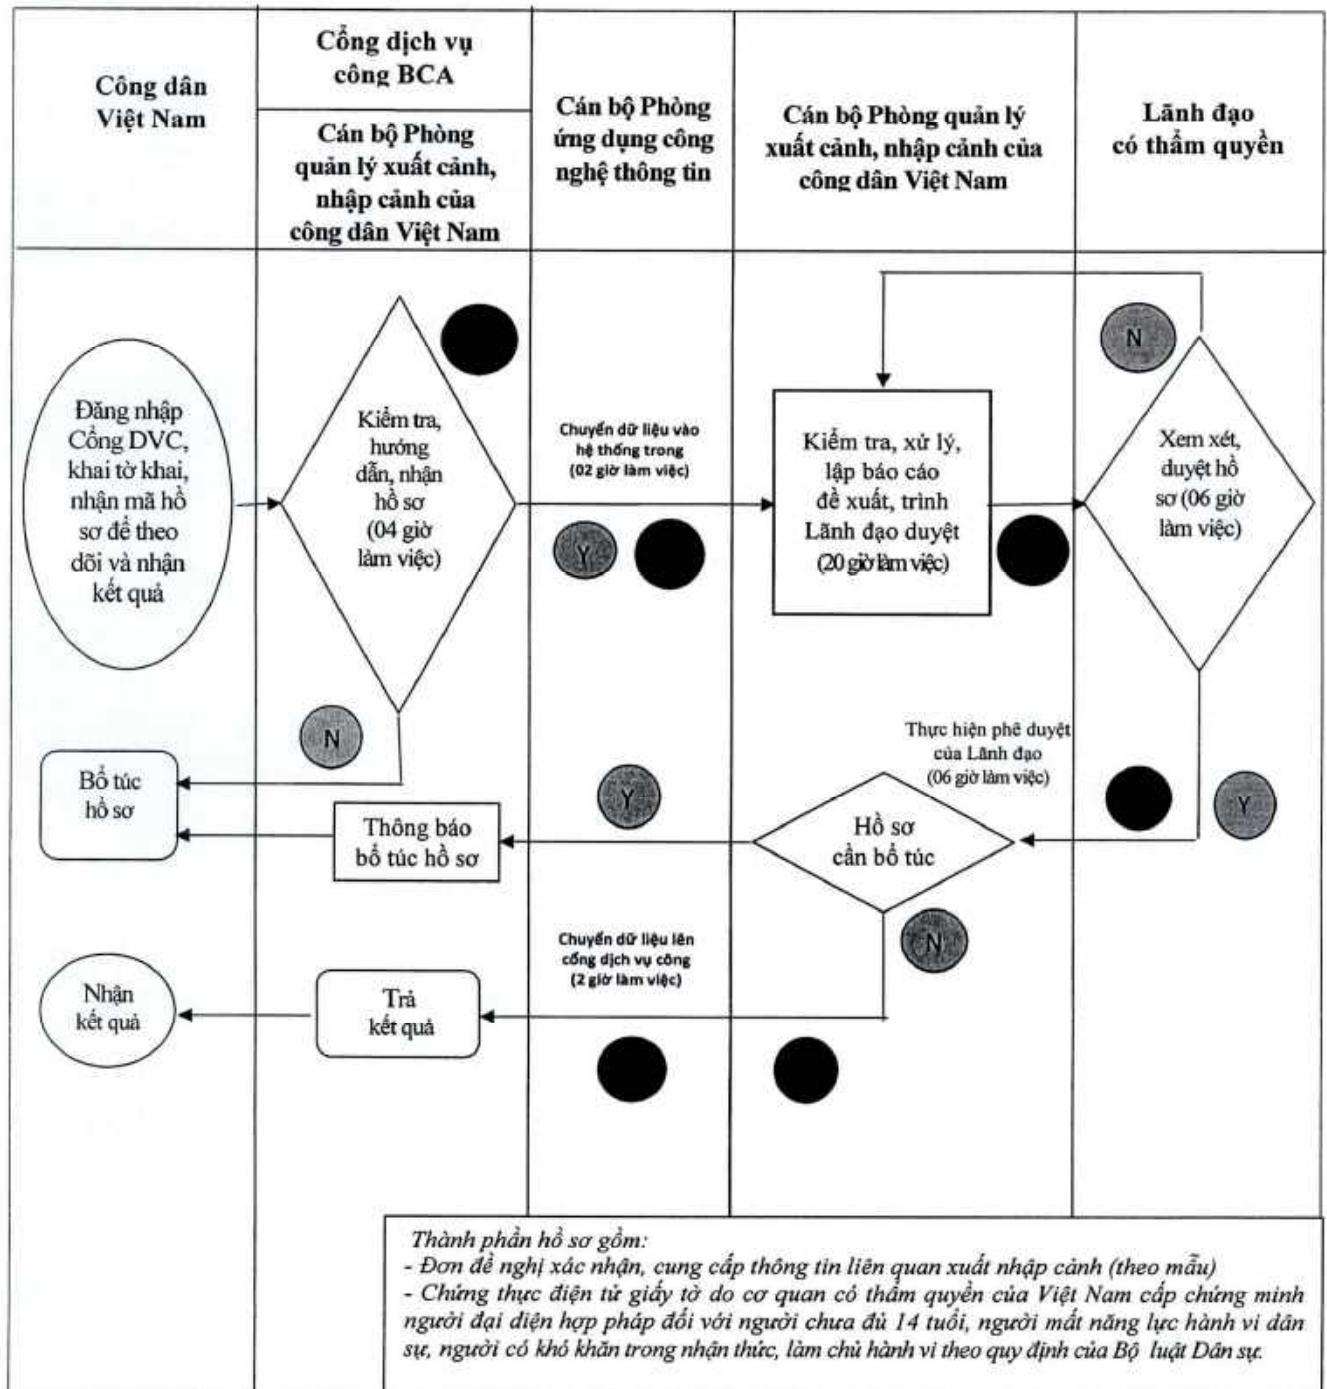 Công dân
Việt Nam
Cổng dịch vụ
công BCA
Cán bộ Phòng
quản lý xuất cảnh,
nhập cảnh của
công dân Việt Nam
Cán bộ Phòng
ứng dụng công
nghệ thông tin
Cán bộ Phòng quản lý
xuất cảnh, nhập cảnh của
công dân Việt Nam
Lãnh đạo
có thẩm quyền
Đăng nhập
Cổng DVC,
khai tờ khai,
nhận mã hồ
sơ để theo
dõi và nhận
kết quả
Kiểm tra,
hướng
dẫn, nhận
hồ sơ
(04 giờ
làm việc)
Chuyển dữ liệu vào
hệ thống trong
(02 giờ làm việc)
Y
Kiểm tra, xử lý,
lập báo cáo
đề xuất, trình
Lãnh đạo duyệt
(20 giờ làm việc)
N
Xem xét,
duyệt hồ
sơ (06 giờ
làm việc)
N
Bổ túc
hồ sơ
Thông báo
bổ túc hồ sơ
Y
Thực hiện phê duyệt
của Lãnh đạo
(06 giờ làm việc)
Hồ sơ
cần bổ túc
Y
N
Chuyển dữ liệu lên
cổng dịch vụ công
(2 giờ làm việc)
Trả
kết quả
Nhận
kết quả
Thành phần hồ sơ gồm:
- Đơn đề nghị xác nhận, cung cấp thông tin liên quan xuất nhập cảnh (theo mẫu)
- Chứng thực điện tử giấy tờ do cơ quan có thẩm quyền của Việt Nam cấp chứng minh
người đại diện hợp pháp đối với người chưa đủ 14 tuổi, người mất năng lực hành vi dân
sự, người có khó khăn trong nhận thức, làm chủ hành vi theo quy định của Bộ luật Dân sự.